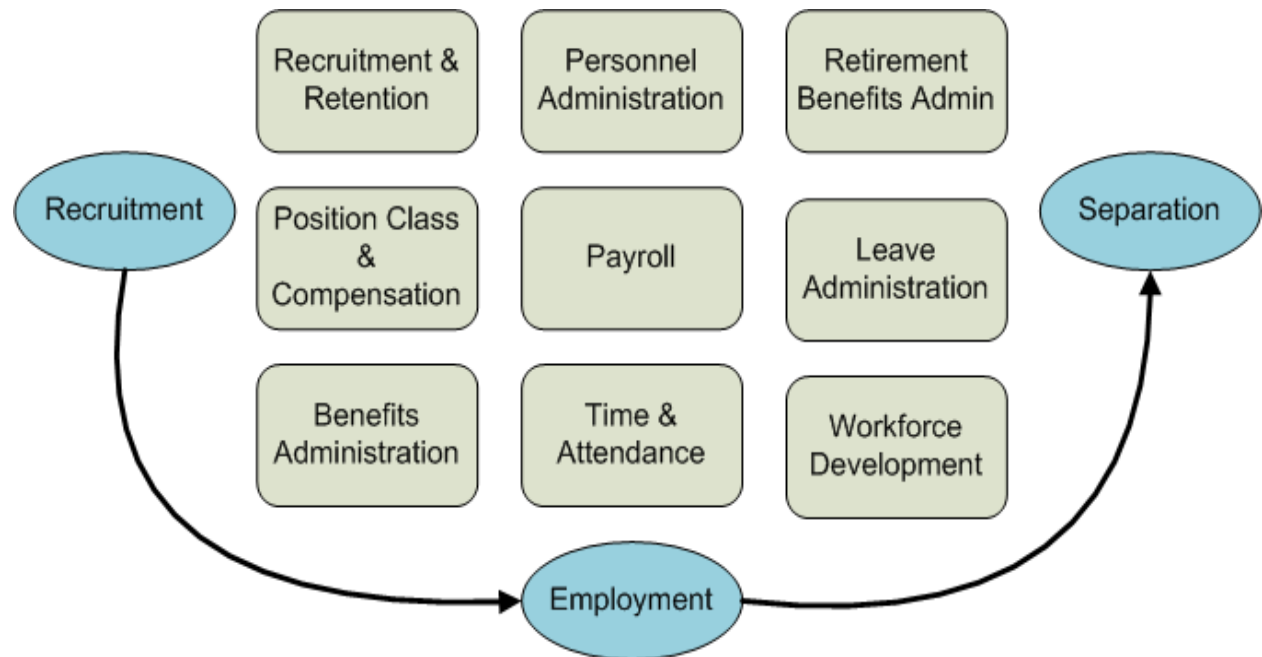 Recruitment &
Retention
Personnel
Administration
Retirement
Benefits Admin
Recruitment
Position Class
&
Compensation
Payroll
Leave
Administration
Separation
Benefits
Administration
Time &
Attendance
Workforce
Development
Employment